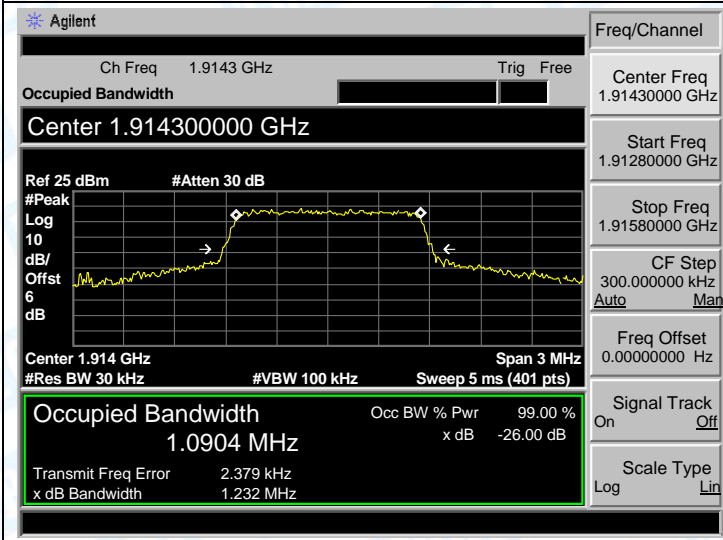 Agilent
Freq/Channel
Ch Freq 1.9143 GHz Trig Free
Occupied Bandwidth
Center Freq
1.91430000 GHz
Center 1.914300000 GHz
Start Freq
1.91280000 GHz
Ref 25 dBm #Atten 30 dB
#Peak
Log
10
dB/
Offst
6
dB
Stop Freq
1.91580000 GHz
CF Step
300.000000 kHz
Auto Man
Center 1.914 GHz Span 3 MHz
#Res BW 30 kHz #VBW 100 kHz Sweep 5 ms (401 pts)
Freq Offset
0.00000000 Hz
Occupied Bandwidth Occ BW % Pwr 99.00 %
1.0904 MHz x dB -26.00 dB
Transmit Freq Error 2.379 kHz
x dB Bandwidth 1.232 MHz
Signal Track
On Off
Scale Type
Log Lin